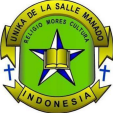 UNIKA DE LA SALLE MANADO
RELIGIO MORES CULTURA
INDONESIA